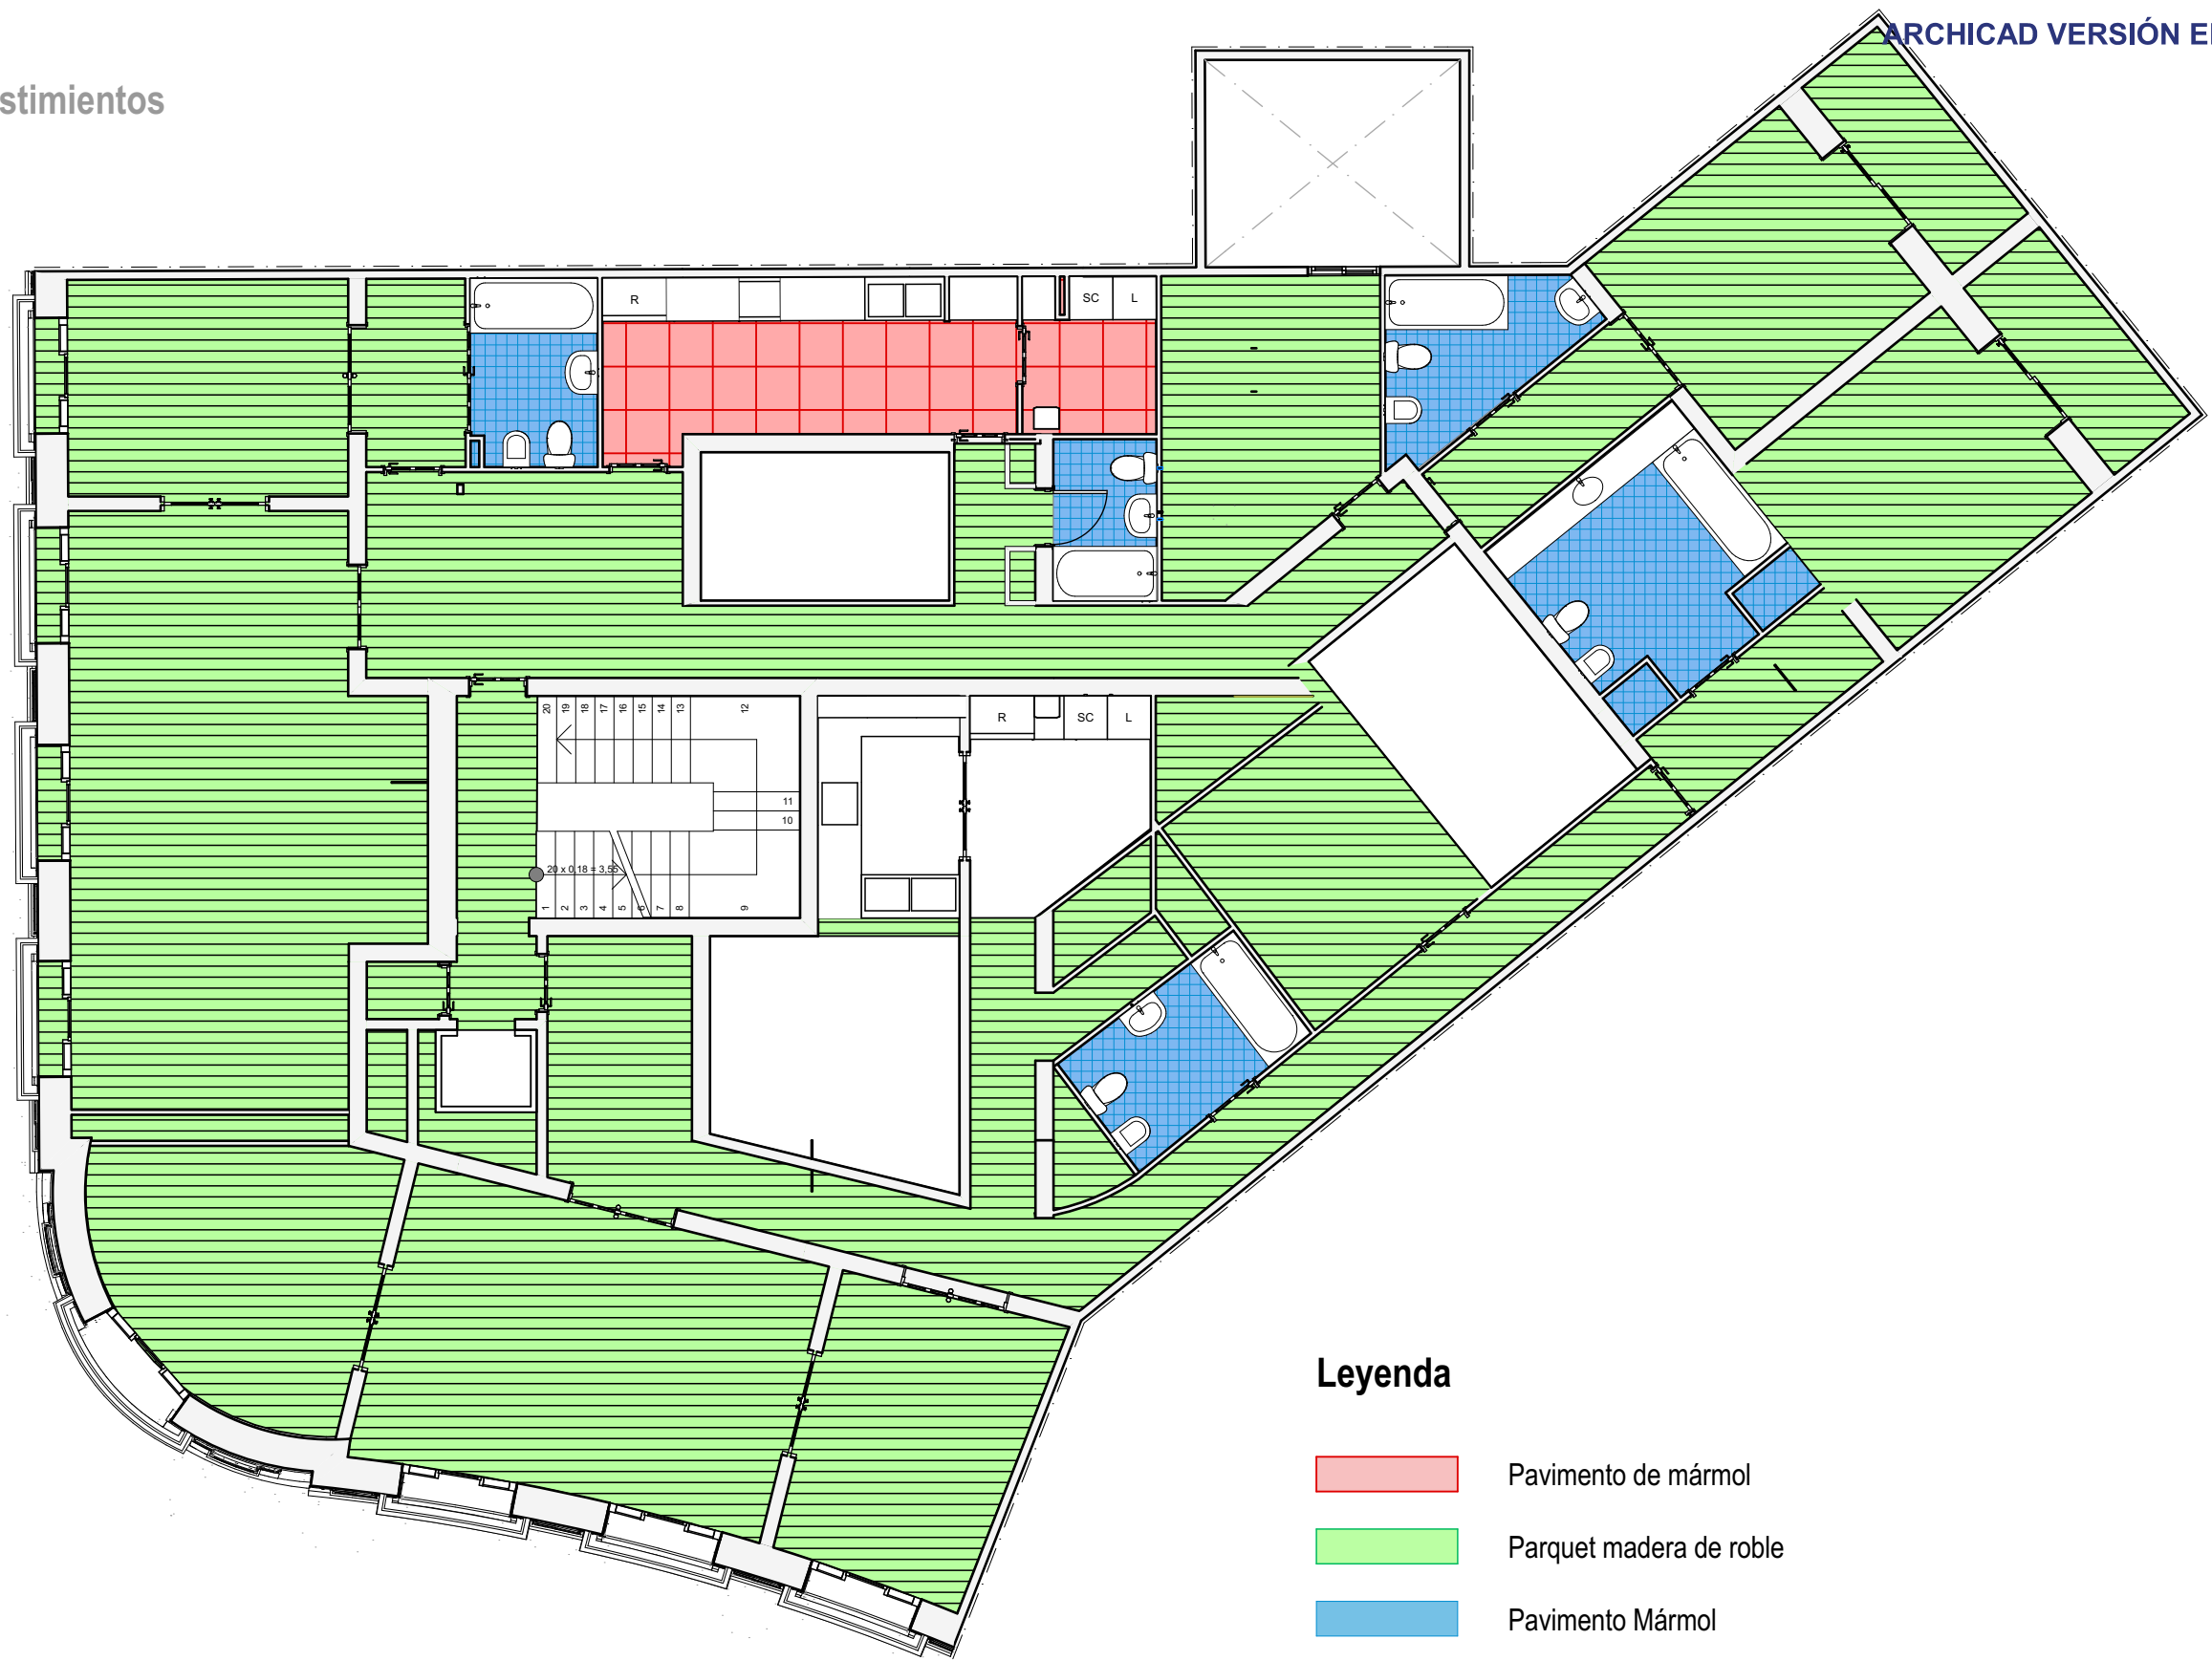 ARCHICAD VERSIÓN E
stimientos
R
SC
L
R
SC
L
20
19
18
17
16
15
14
13
12
11
10
20 x 0,18 = 3,55
1
2
3
4
5
6
7
8
9
Leyenda
Pavimento de mármol
Parquet madera de roble
Pavimento Mármol